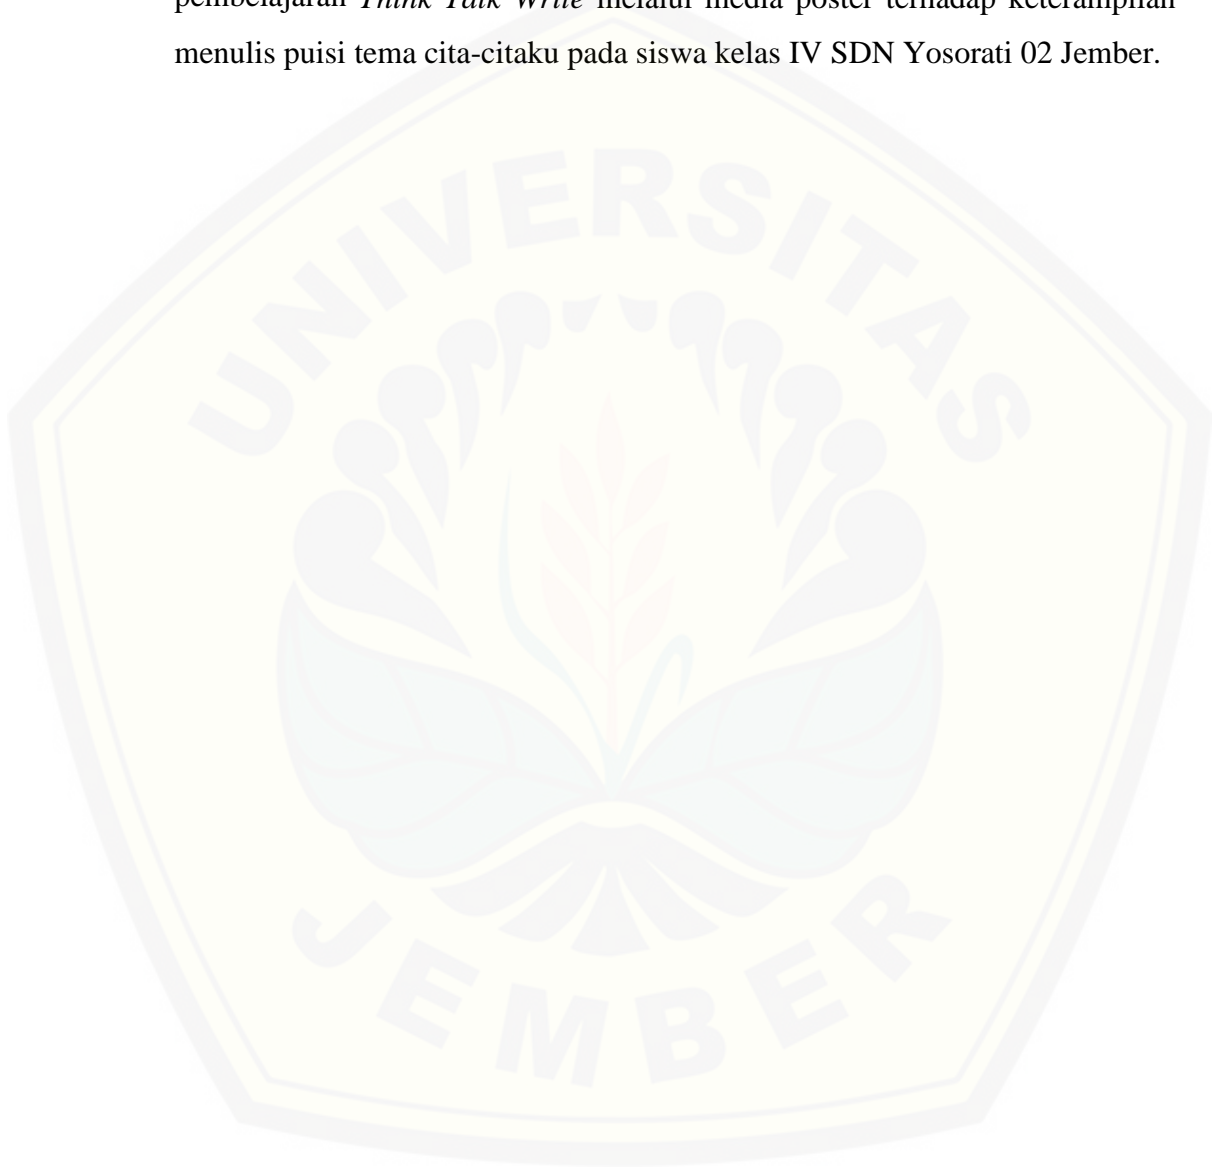 pembelajaran Think Talk Write melalui media poster terhadap keterampilan
menulis puisi tema cita-citaku pada siswa kelas IV SDN Yosorati 02 Jember.
UNIVERSITAS
JEMBER